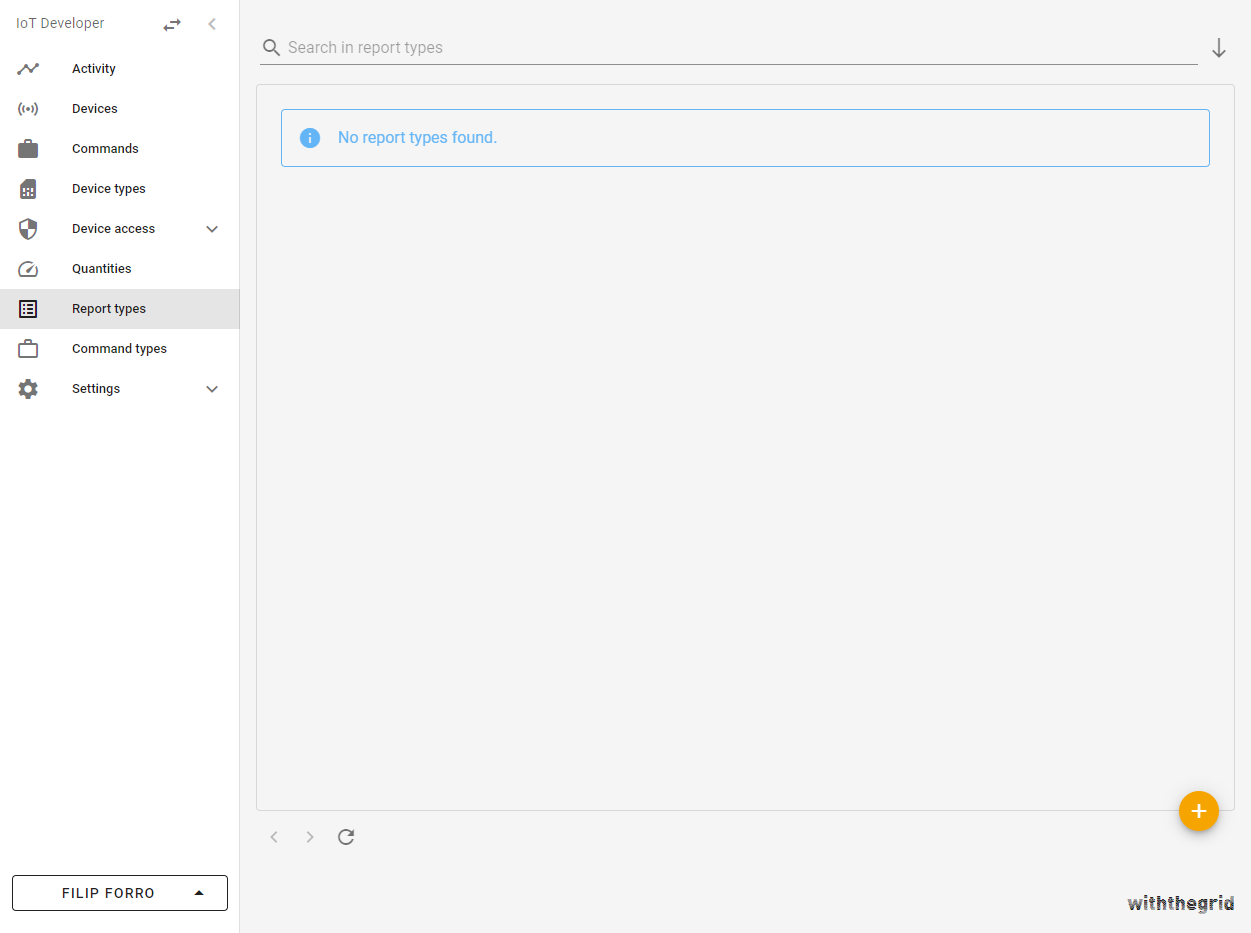 IoT Developer
Activity
Devices
Commands
Device types
Device access
Quantities
Report types
Command types
Settings
FILIP FORRO
Search in report types
No report types found.
withthegrid